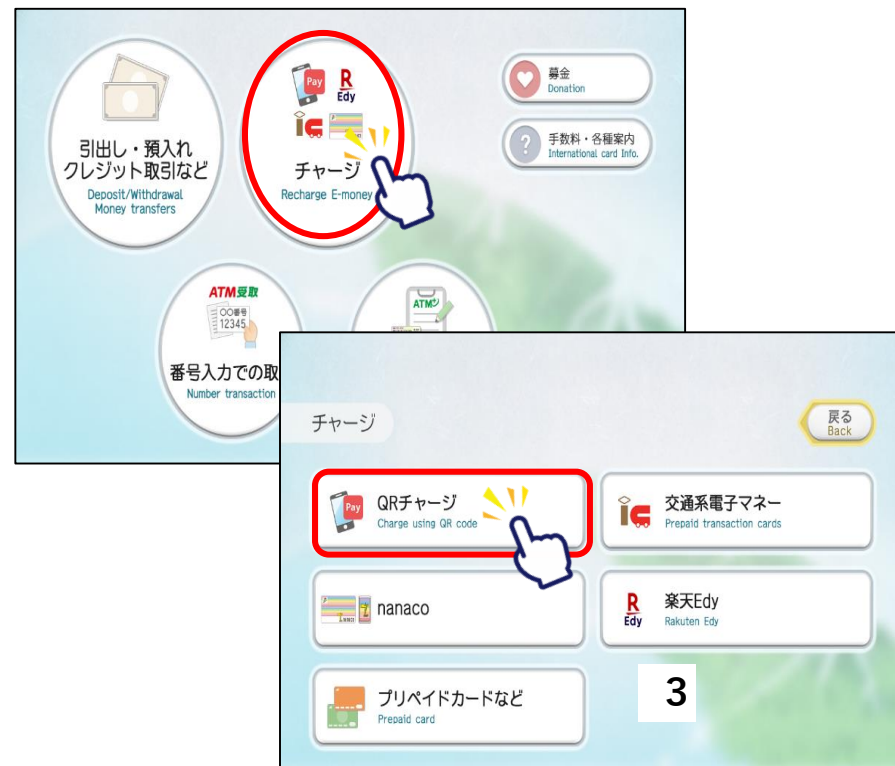 Pay
R
Edy
引出し・預入れ
クレジット取引など
Deposit/Withdrawal
Money transfers
チャージ
Recharge E-money
募金
Donation
?
手数料・各種案内
International card Info.
ATM受取
〇〇番号
12345
番号入力での取
Number transaction
ATM
チャージ
戻る
Back
Pay
QRチャージ
Charge using QR code
交通系電子マネー
Prepaid transaction cards
nanaco
R
Edy
楽天Edy
Rakuten Edy
プリペイドカードなど
Prepaid card
3